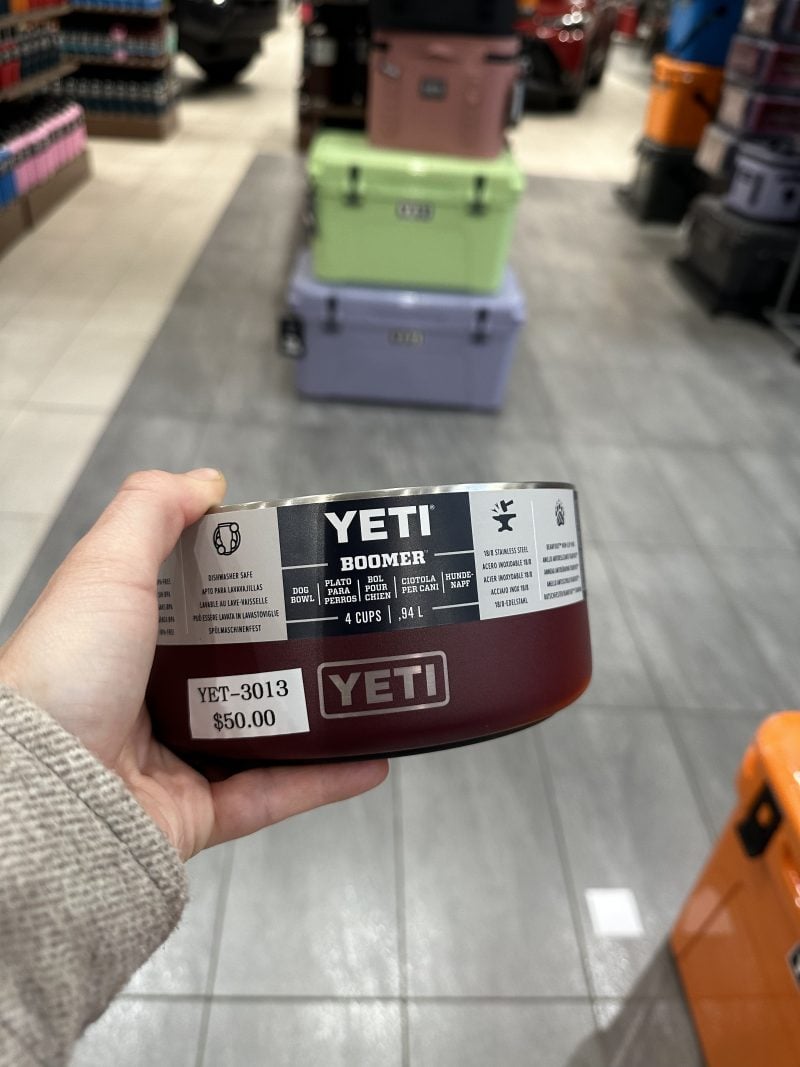 YETI
BOOMER
DOG BOWL | PLATO PARA PERROS | BOL POUR CHIEN | CIOTOLA PER CANI | HUNDE-NAPF
4 CUPS | ,94 L
DISHWASHER SAFE
APTO PARA LAVAVAJILLAS
LAVABLE AU LAVE-VAISSELLE
PUÒ ESSERE LAVATA IN LAVASTOVIGLIE
SPÜLMASCHINENFEST
18/8 STAINLESS STEEL
ACERO INOXIDABLE 18/8
ACIER INOXYDABLE 18/8
ACCIAIO INOX 18/8
18/8-EDELSTAHL
YETI
YET-3013
$50.00